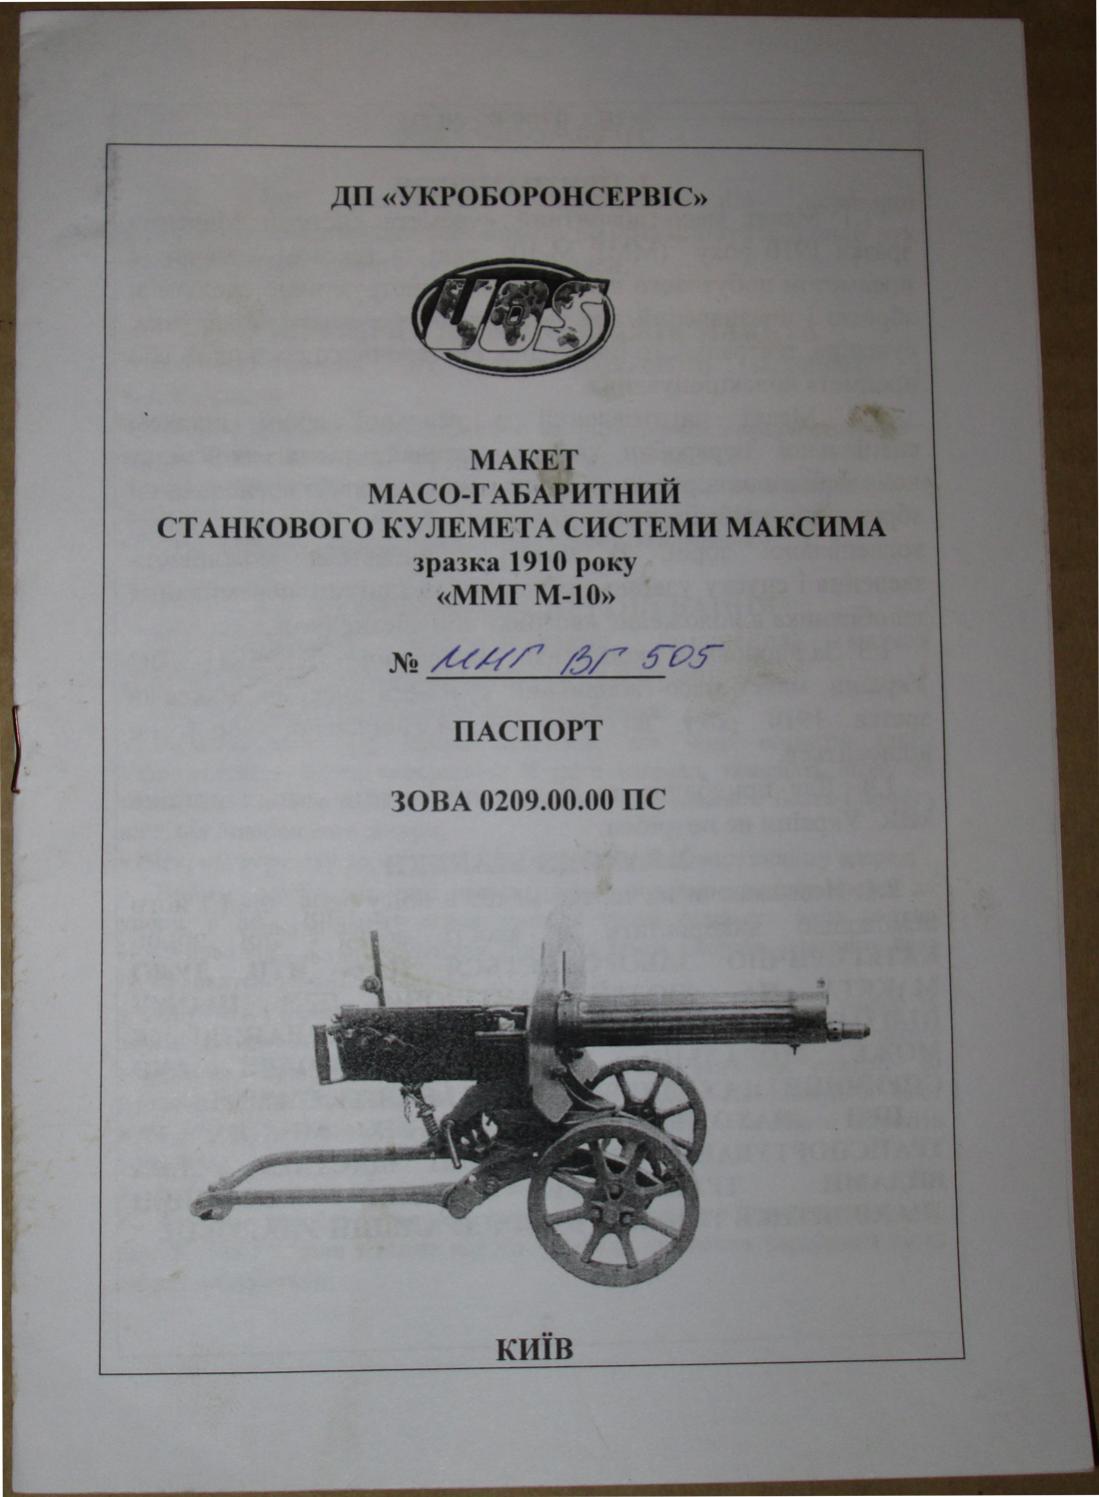 ДП «УКРОБОРОНСЕРВІС»
UOS
МАКЕТ
МАСО-ГАБАРИТНИЙ
СТАНКОВОГО КУЛЕМЕТА СИСТЕМИ МАКСИМА
зразка 1910 року
«ММГ М-10»
№ ММГ ВГ 505
ПАСПОРТ
ЗОВА 0209.00.00 ПС
КИЇВ